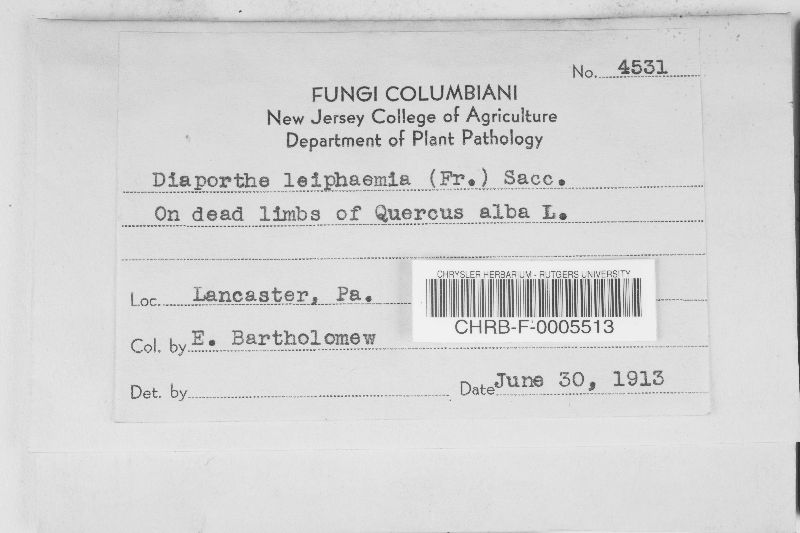 No. 4531
FUNGI COLUMBIANI
New Jersey College of Agriculture
Department of Plant Pathology
Diaporthe leiphaemia (Fr.) Sacc.
On dead limbs of Quercus alba L.
Loc. Lancaster, Pa.
CHRYSLER HERBARIUM - RUTGERS UNIVERSITY
CHRB-F-0005513
Col. by E. Bartholomew
Det. by
Date June 30, 1913